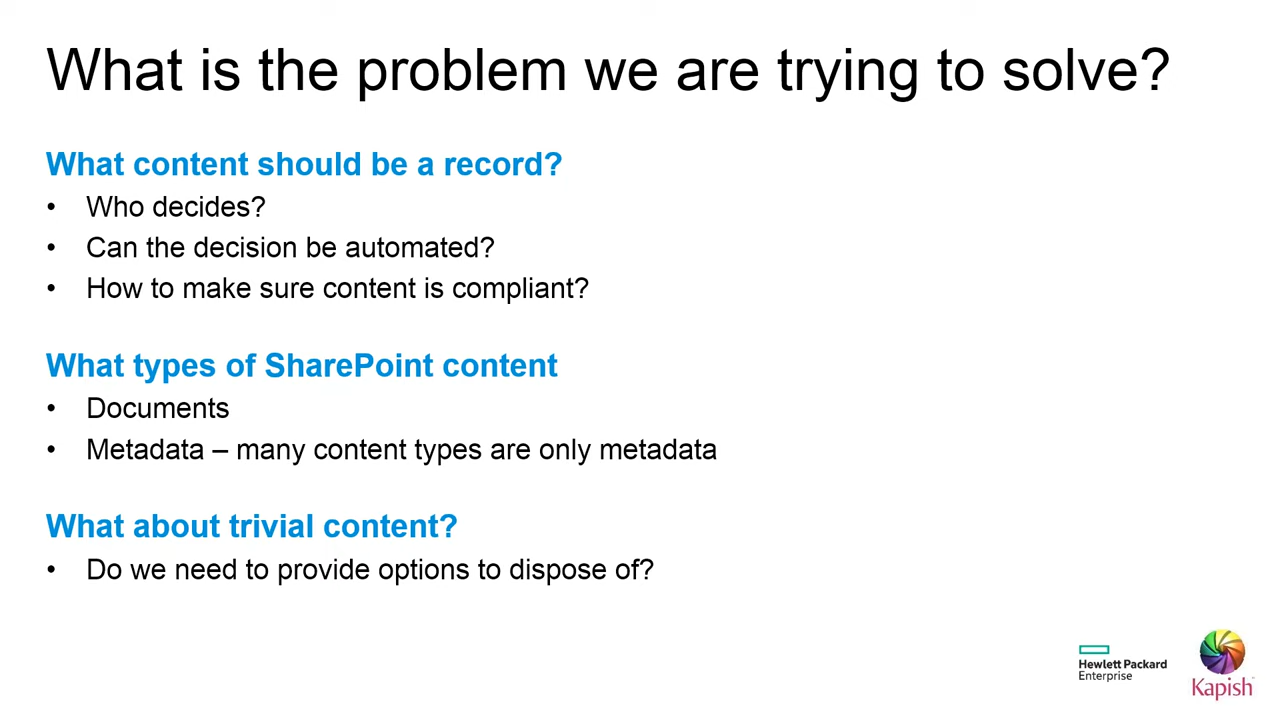 What is the problem we are trying to solve?
What content should be a record?
• Who decides?
• Can the decision be automated?
• How to make sure content is compliant?
What types of SharePoint content
• Documents
• Metadata – many content types are only metadata
What about trivial content?
• Do we need to provide options to dispose of?
Hewlett Packard
Enterprise
Kapish